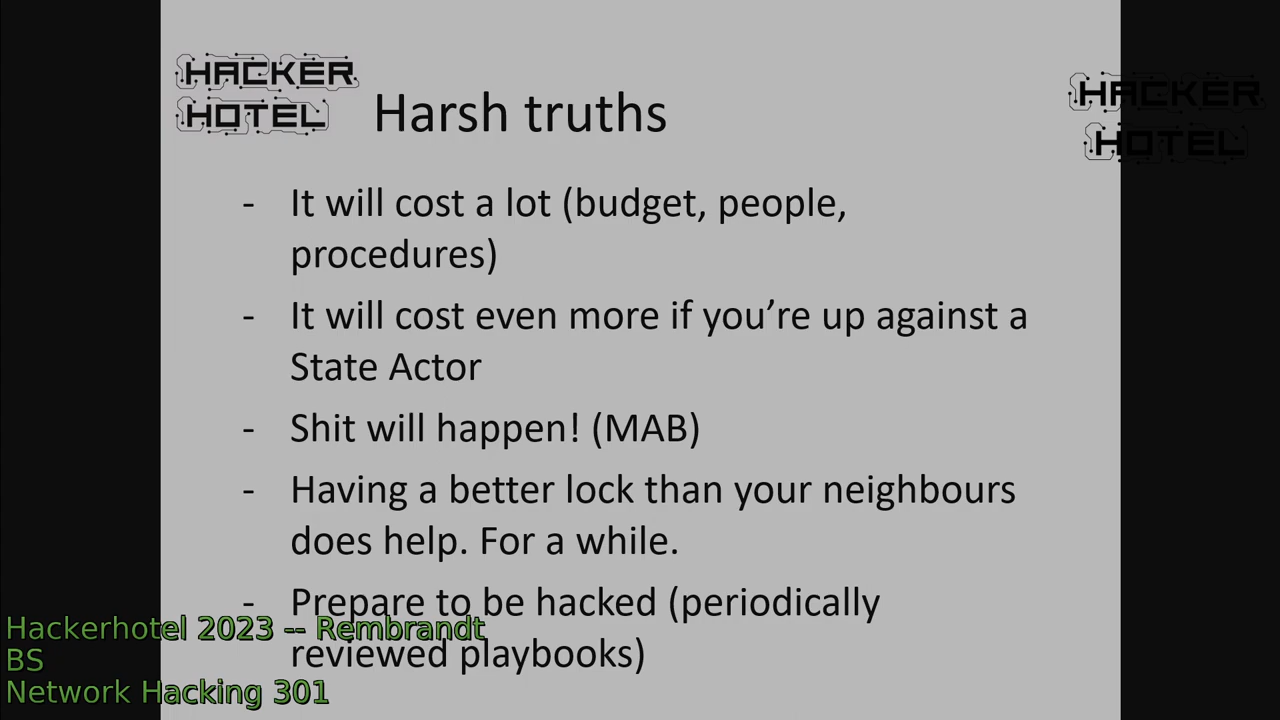 HACKER
HOTEL
Harsh truths
HACKER
HOTEL
- It will cost a lot (budget, people,
procedures)
- It will cost even more if you’re up against a
State Actor
- Shit will happen! (MAB)
- Having a better lock than your neighbours
does help. For a while.
- Prepare to be hacked (periodically
reviewed playbooks)
Hackerhotel 2023 -- Rembrandt
BS
Network Hacking 301